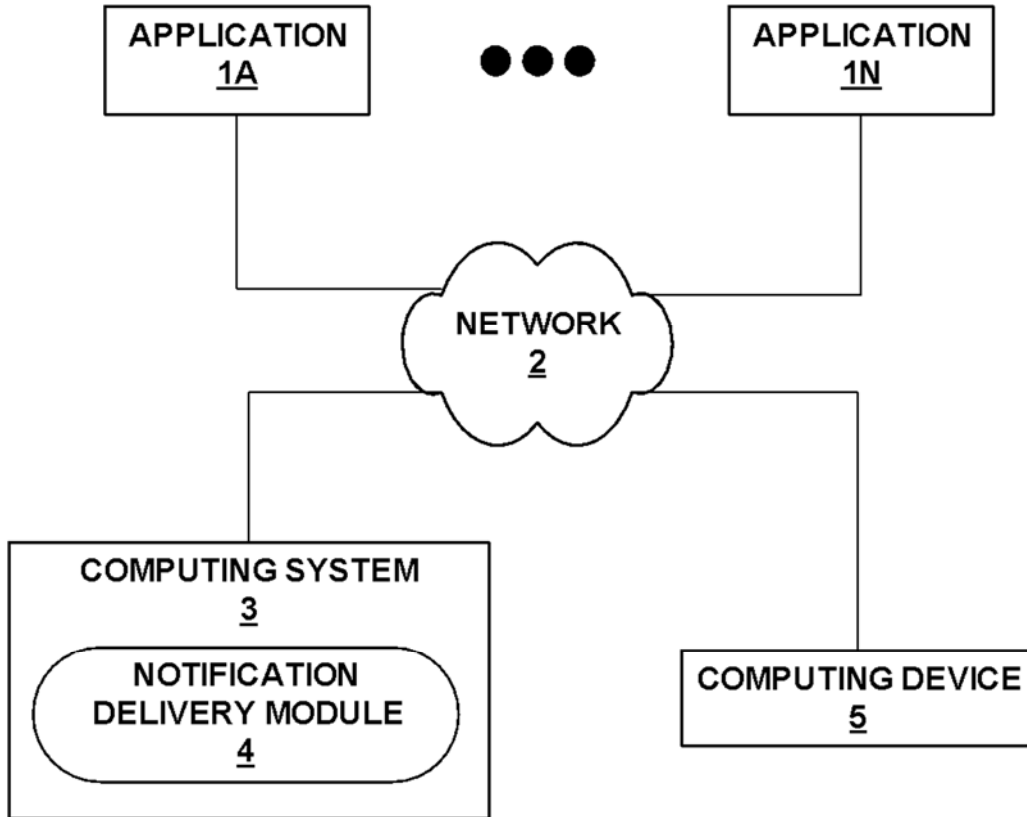 APPLICATION
1A
APPLICATION
1N
NETWORK
2
COMPUTING SYSTEM
3
NOTIFICATION
DELIVERY MODULE
4
COMPUTING DEVICE
5